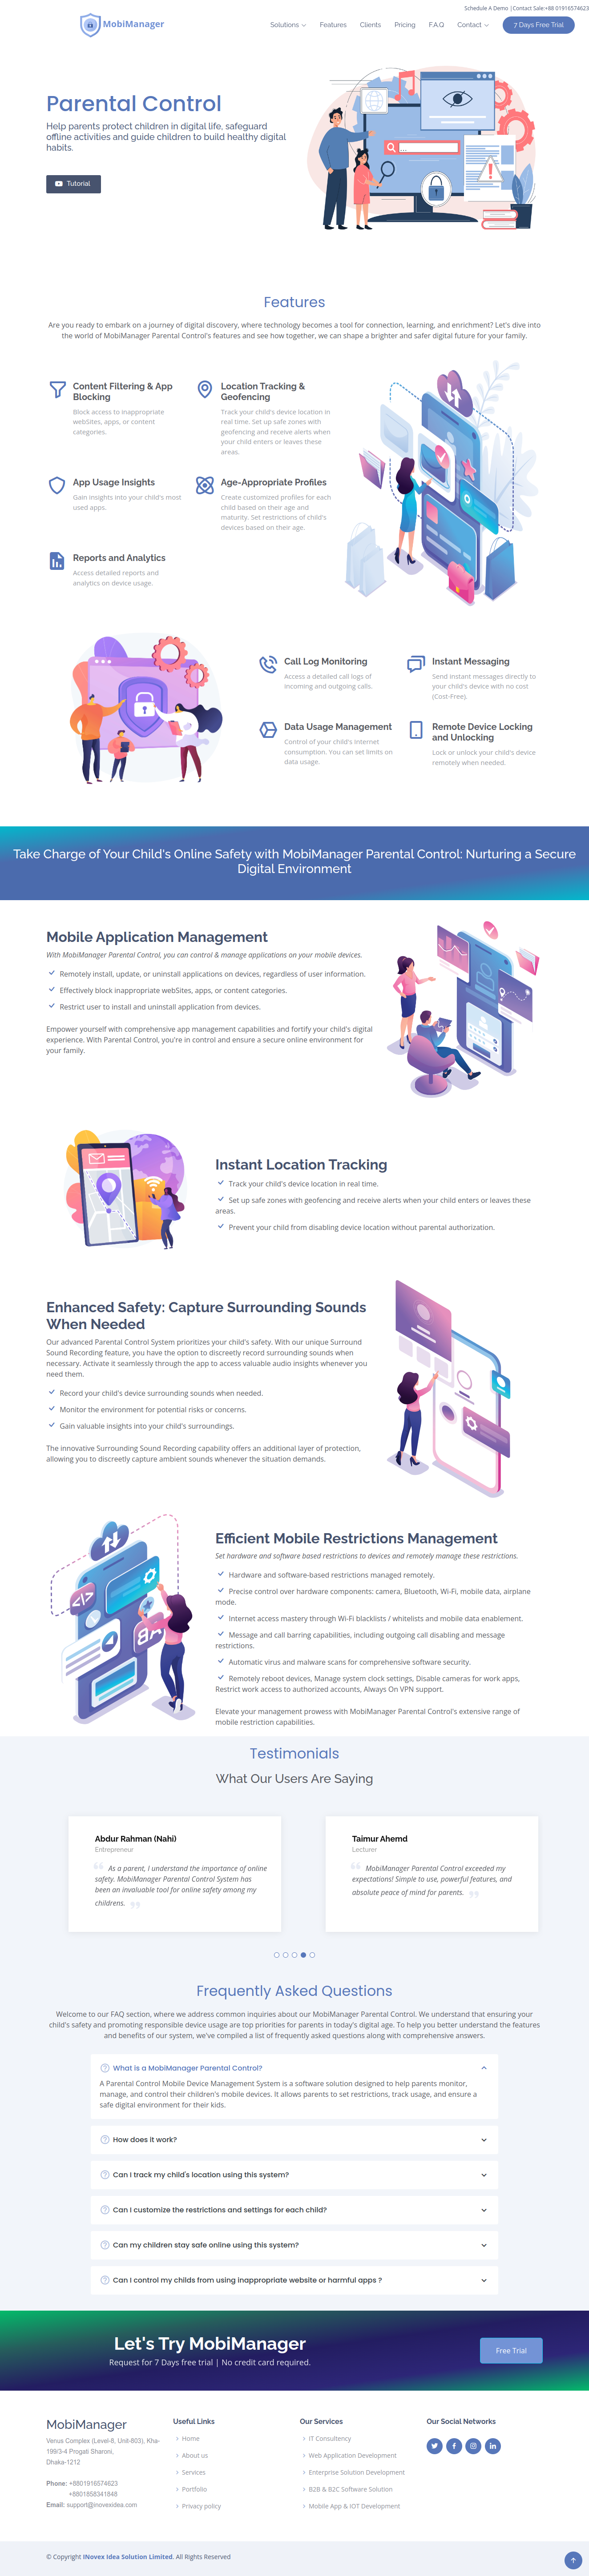 Schedule A Demo |Contact Sale:+88 01916574623
MobiManager
Solutions
Features
Clients
Pricing
F.A.Q
Contact
7 Days Free Trial
Parental Control
Help parents protect children in digital life, safeguard
offline activities and guide children to build healthy digital
habits.
Tutorial
Features
Are you ready to embark on a journey of digital discovery, where technology becomes a tool for connection, learning, and enrichment? Let's dive into
the world of MobiManager Parental Control's features and see how together, we can shape a brighter and safer digital future for your family.
Content Filtering & App
Blocking
Block access to inappropriate
webSites, apps, or content
categories.
Location Tracking &
Geofencing
Track your child's device location in
real time. Set up safe zones with
geofencing and receive alerts when
your child enters or leaves these
areas.
App Usage Insights
Gain insights into your child's most
used apps.
Age-Appropriate Profiles
Create customized profiles for each
child based on their age and
maturity. Set restrictions of child's
devices based on their age.
Reports and Analytics
Access detailed reports and
analytics on device usage.
Call Log Monitoring
Access a detailed call logs of
incoming and outgoing calls.
Instant Messaging
Send instant messages directly to
your child's device with no cost
(Cost-Free).
Data Usage Management
Control of your child's internet
consumption. You can set limits on
data usage.
Remote Device Locking
and Unlocking
Lock or unlock your child's device
remotely when needed.
Take Charge of Your Child's Online Safety with MobiManager Parental Control: Nurturing a Secure
Digital Environment
Mobile Application Management
With MobiManager Parental Control, you can control & manage applications on your mobile devices.
Remotely install, update, or uninstall applications on devices, regardless of user information.
Effectively block inappropriate webSites, apps, or content categories.
Restrict user to install and uninstall application from devices.
Empower yourself with comprehensive app management capabilities and fortify your child's digital
experience. With Parental Control, you're in control and ensure a secure online environment for
your family.
Instant Location Tracking
Track your child's device location in real time.
Set up safe zones with geofencing and receive alerts when your child enters or leaves these
areas.
Prevent your child from disabling device location without parental authorization.
Enhanced Safety: Capture Surrounding Sounds
When Needed
Our advanced Parental Control System prioritizes your child's safety. With our unique Surround
Sound Recording feature, you have the option to discreetly record surrounding sounds when
necessary. Activate it seamlessly through the app to access valuable audio insights whenever you
need them.
Record your child's device surrounding sounds when needed.
Monitor the environment for potential risks or concerns.
Gain valuable insights into your child's surroundings.
The innovative Surrounding Sound Recording capability offers an additional layer of protection,
allowing you to discreetly capture ambient sounds whenever the situation demands.
Efficient Mobile Restrictions Management
Set hardware and software based restrictions to devices and remotely manage these restrictions.
Hardware and software-based restrictions managed remotely.
Precise control over hardware components: camera, Bluetooth, Wi-Fi, mobile data, airplane
mode.
Internet access mastery through Wi-Fi blacklists / whitelists and mobile data enablement.
Message and call barring capabilities, including outgoing call disabling and message
restrictions.
Automatic virus and malware scans for comprehensive software security.
Remotely reboot devices, Manage system clock settings, Disable cameras for work apps,
Restrict work access to authorized accounts, Always On VPN support.
Elevate your management prowess with MobiManager Parental Control's extensive range of
mobile restriction capabilities.
Testimonials
What Our Users Are Saying
Abdur Rahman (Nahi)
Entrepreneur
As a parent, I understand the importance of online
safety. MobiManager Parental Control System has
been an invaluable tool for online safety among my
childrens.
Taimur Ahemd
Lecturer
MobiManager Parental Control exceeded my
expectations! Simple to use, powerful features, and
absolute peace of mind for parents.
Frequently Asked Questions
Welcome to our FAQ section, where we address common inquiries about our MobiManager Parental Control. We understand that ensuring your
child's safety and promoting responsible device usage are top priorities for parents in today's digital age. To help you better understand the features
and benefits of our system, we've compiled a list of frequently asked questions along with comprehensive answers.
What is a MobiManager Parental Control?
A Parental Control Mobile Device Management System is a software solution designed to help parents monitor,
manage, and control their children's mobile devices. It allows parents to set restrictions, track usage, and ensure a
safe digital environment for their kids.
How does it work?
Can I track my child's location using this system?
Can I customize the restrictions and settings for each child?
Can my children stay safe online using this system?
Can I control my childs from using inappropriate website or harmful apps ?
Let's Try MobiManager
Request for 7 Days free trial | No credit card required.
Free Trial
MobiManager
Venus Complex (Level-8, Unit-803), Kha-
199/3-4 Progati Sharoni,
Dhaka-1212
Phone: +8801916574623
+8801858341848
Email: support@inovexidea.com
Useful Links
Home
About us
Services
Portfolio
Privacy policy
Our Services
IT Consultency
Web Application Development
Enterprise Solution Development
B2B & B2C Software Solution
Mobile App & IOT Development
Our Social Networks
© Copyright INovex Idea Solution Limited. All Rights Reserved